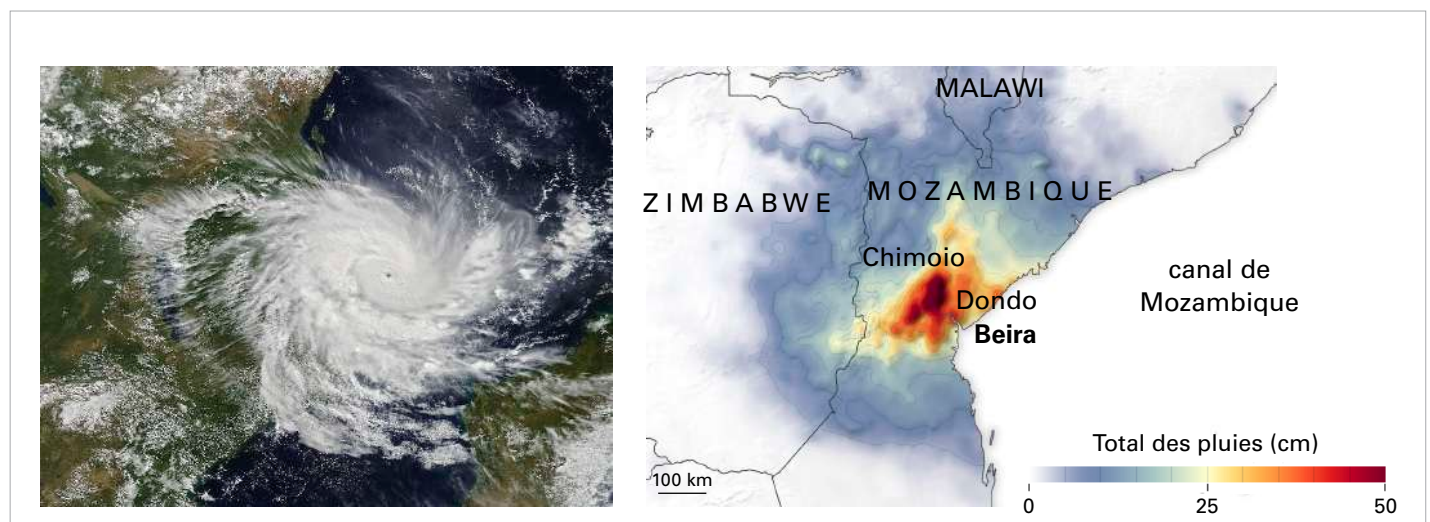 MALAWI
ZIMBABWE
MOZAMBIQUE
Chimoio
canal de
Mozambique
Dondo
Beira
Total des pluies (cm)
100 km
0
25
50